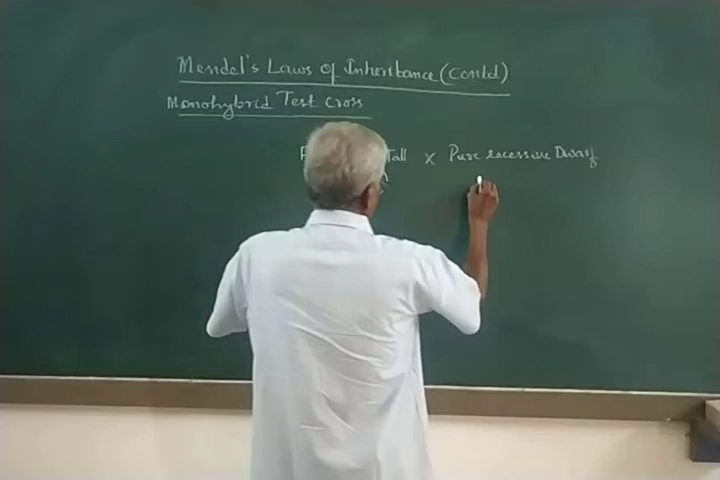 Mendel's Laws of Inheritance (Contd)
Monohybrid Test Cross
Tall × Pure recessive Dwarf